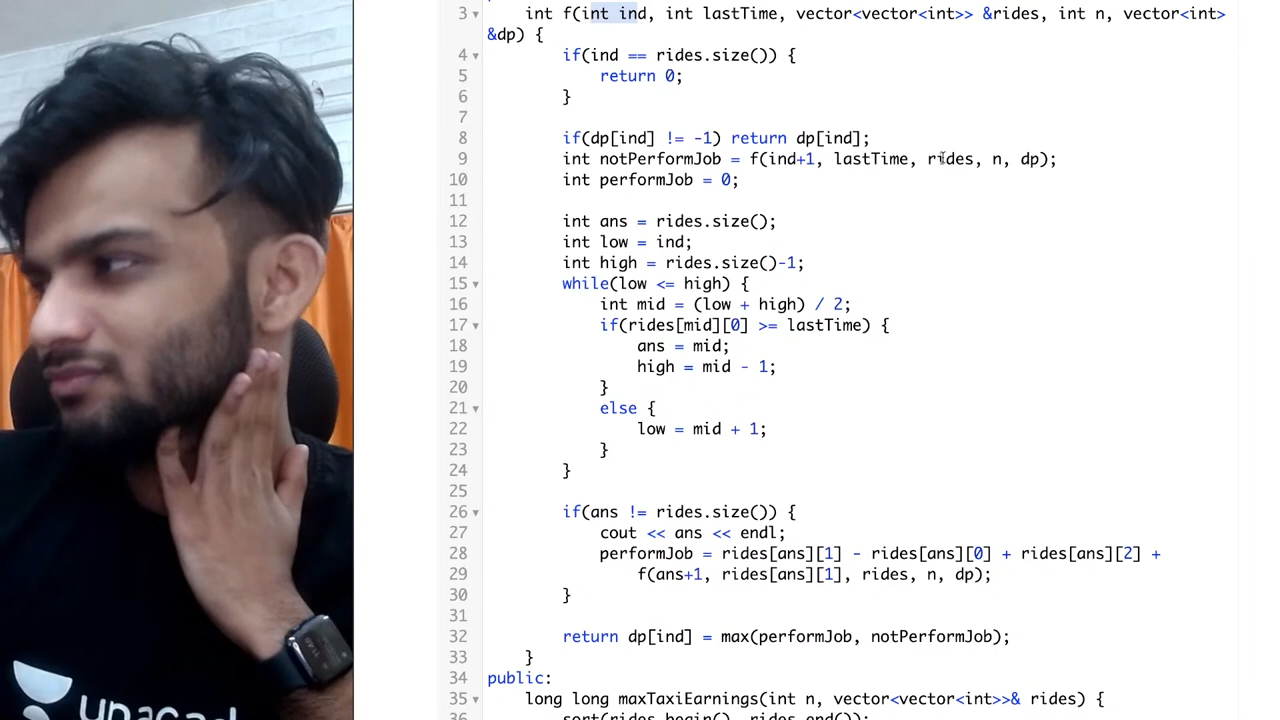 3 int f(int ind, int lastTime, vector<vector<int>> &rides, int n, vector<int>
&dp) {
4 if(ind == rides.size()) {
5 return 0;
6 }
7
8 if(dp[ind] != -1) return dp[ind];
9 int notPerformJob = f(ind+1, lastTime, rides, n, dp);
10 int performJob = 0;
11
12 int ans = rides.size();
13 int low = ind;
14 int high = rides.size()-1;
15 while(low <= high) {
16 int mid = (low + high) / 2;
17 if(rides[mid][0] >= lastTime) {
18 ans = mid;
19 high = mid - 1;
20 }
21 else {
22 low = mid + 1;
23 }
24 }
25
26 if(ans != rides.size()) {
27 cout << ans << endl;
28 performJob = rides[ans][1] - rides[ans][0] + rides[ans][2] +
29 f(ans+1, rides[ans][1], rides, n, dp);
30 }
31
32 return dp[ind] = max(performJob, notPerformJob);
33 }
34 public:
35 long long maxTaxiEarnings(int n, vector<vector<int>>& rides) {
36 sort(rides.begin(), rides.end());